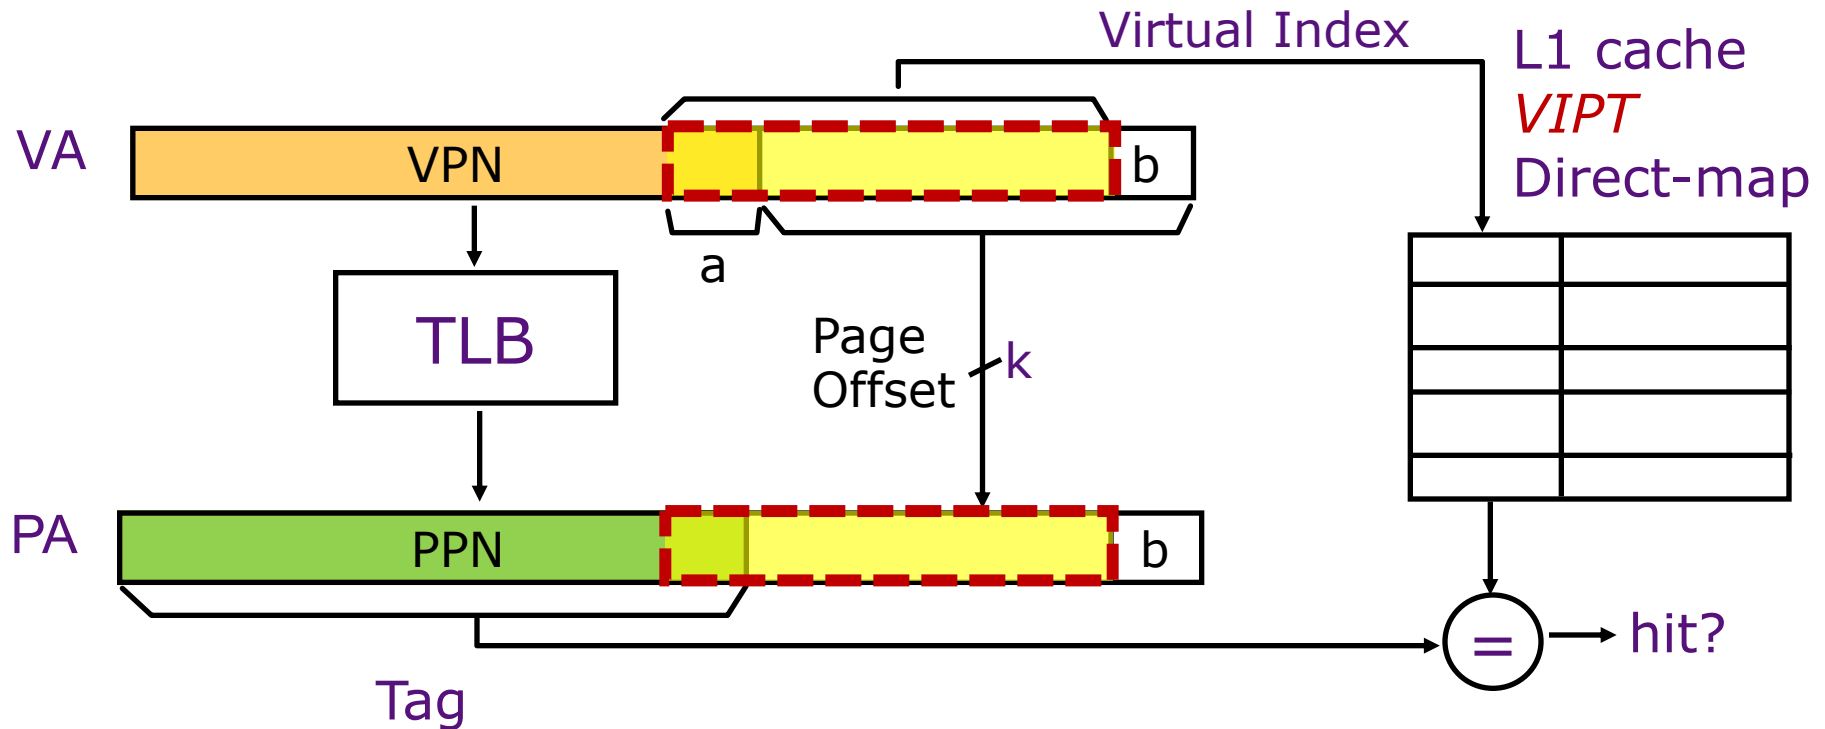 Virtual Index
L1 cache
VIPT
Direct-map
VA
VPN
b
a
TLB
Page
Offset
k
PA
PPN
b
=
hit?
Tag